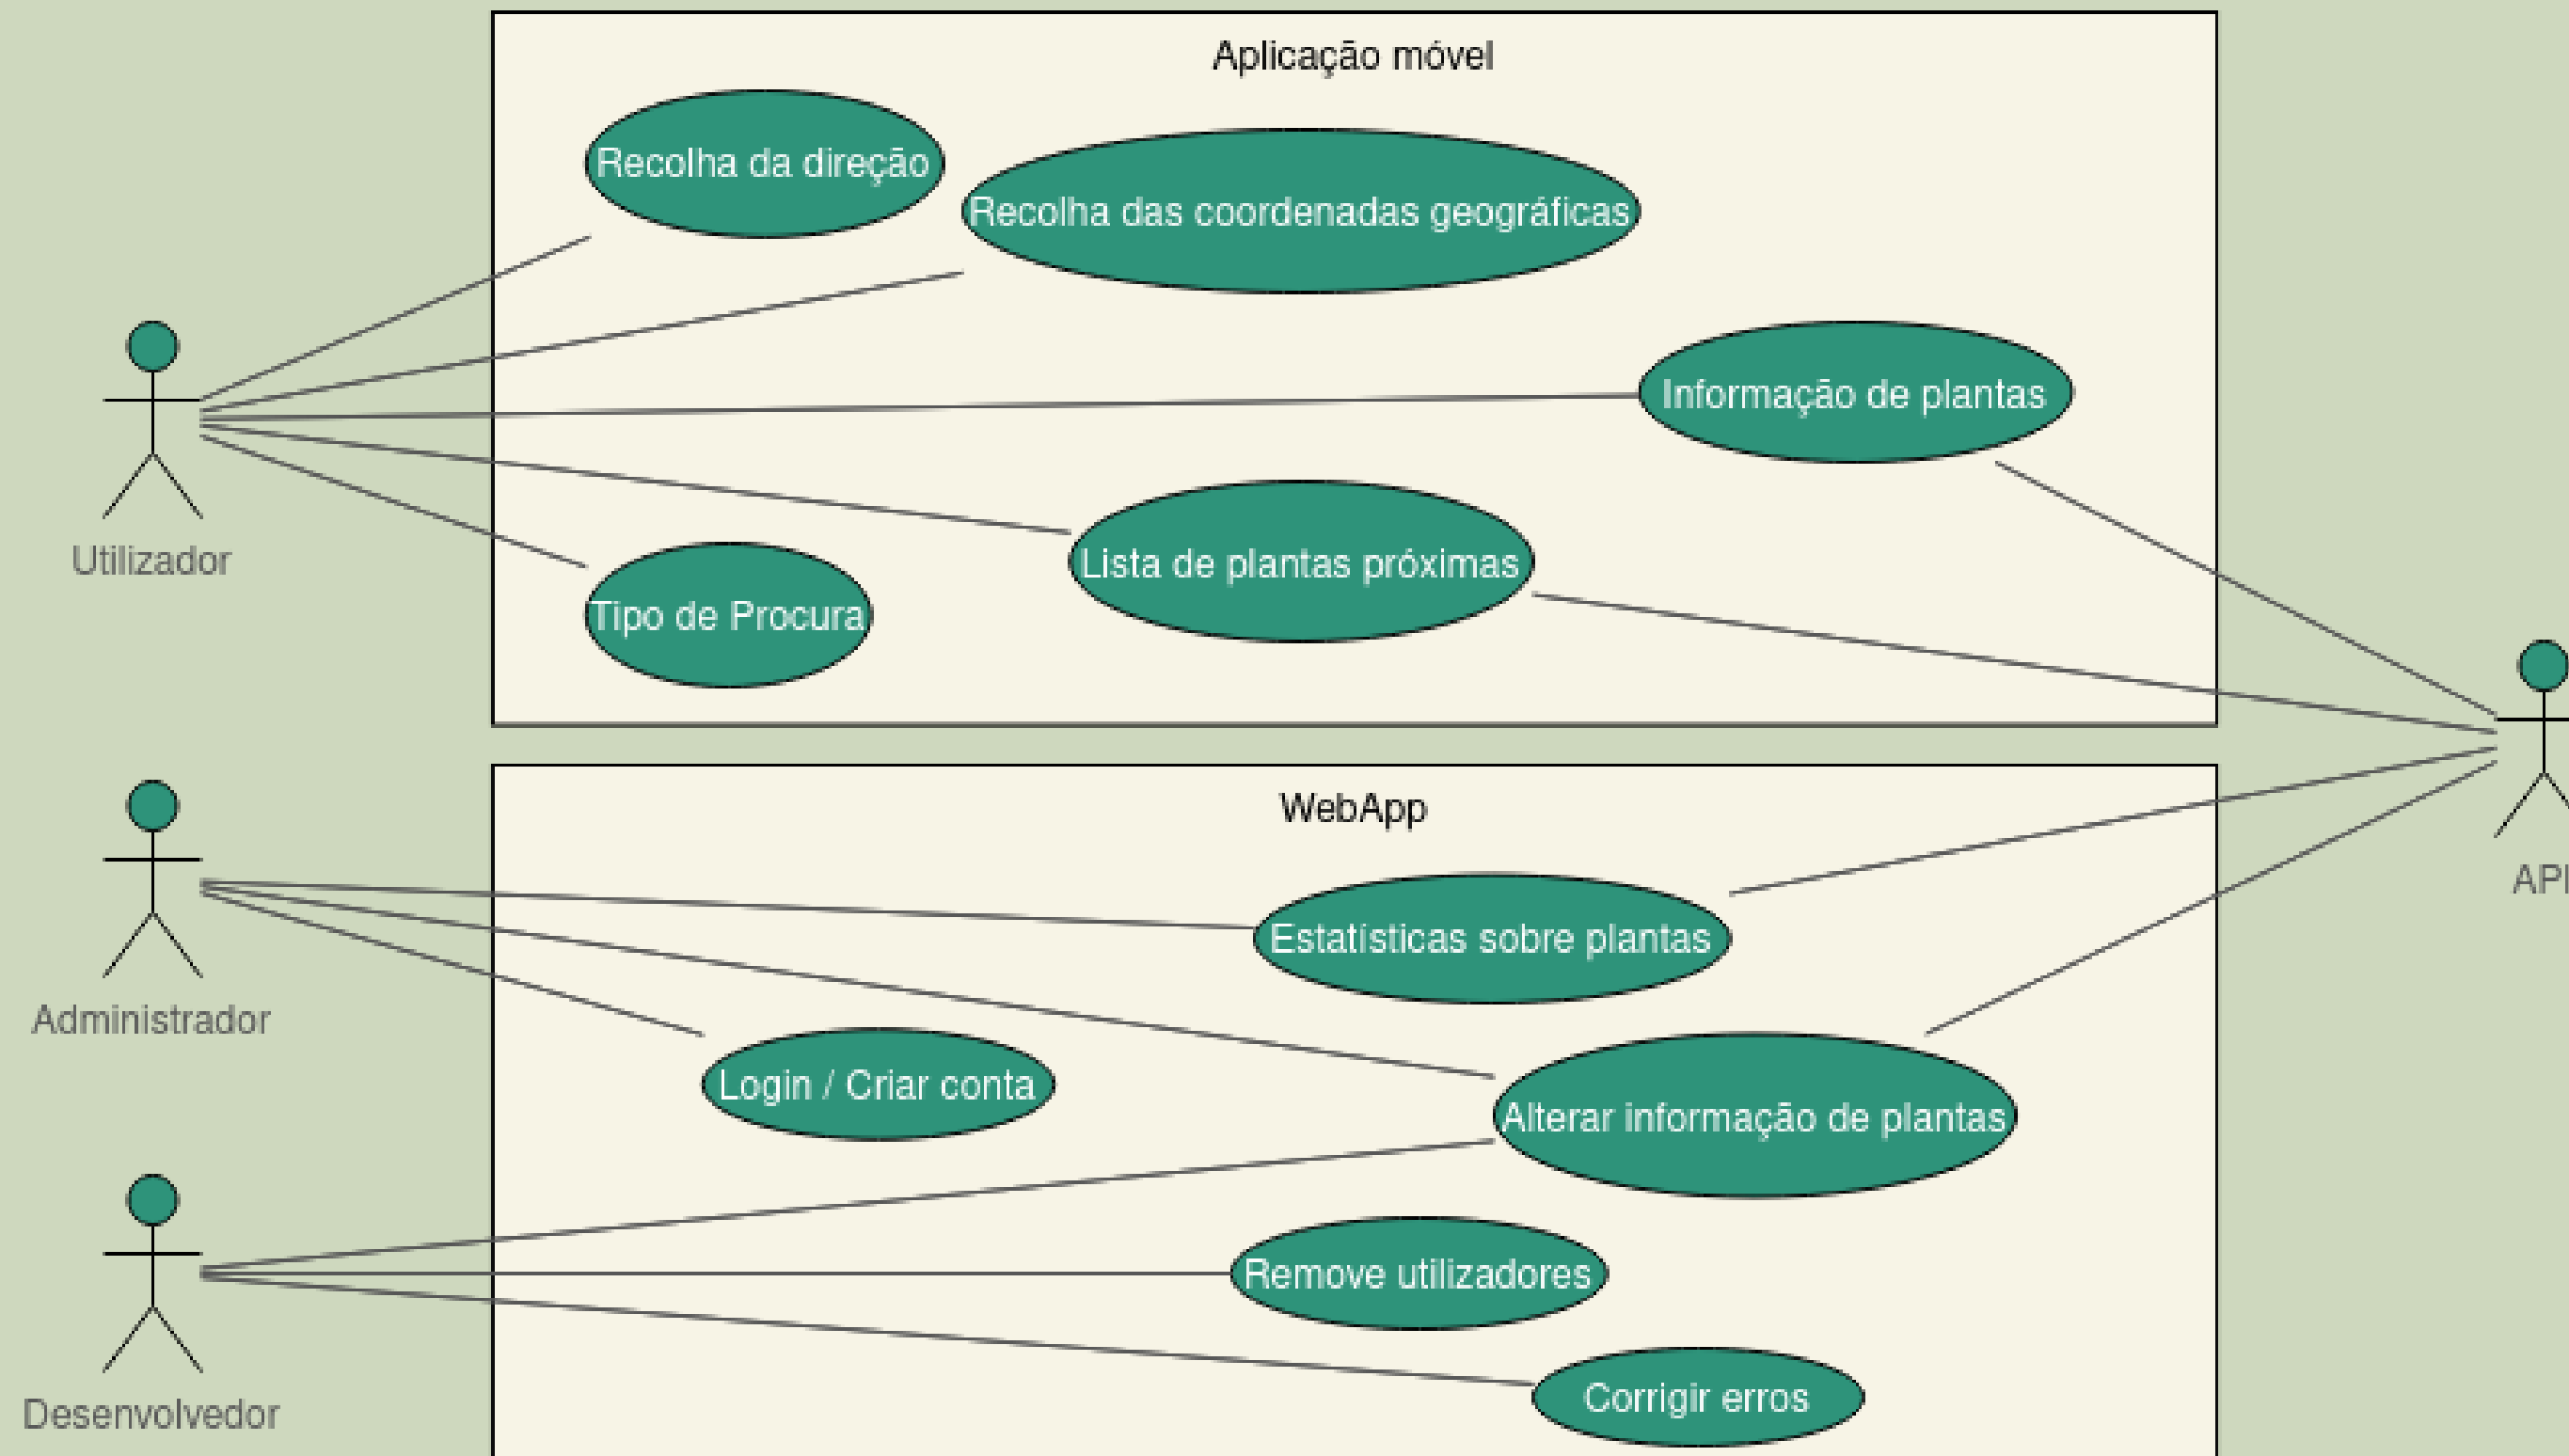 Aplicação móvel
Recolha da direção
Recolha das coordenadas geográficas
Informação de plantas
Utilizador
Lista de plantas próximas
Tipo de Procura
WebApp
API
Estatísticas sobre plantas
Administrador
Login / Criar conta
Alterar informação de plantas
Remove utilizadores
Corrigir erros
Desenvolvedor